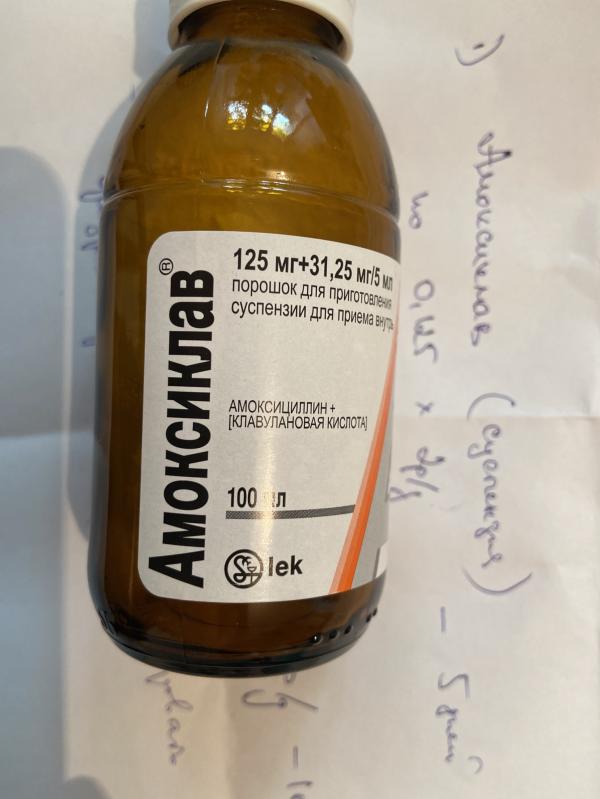 Амоксиклав®
125 мг+31,25 мг/5 мл
порошок для приготовления
суспензии для приема внутрь
АМОКСИЦИЛЛИН +
[КЛАВУЛАНОВАЯ КИСЛОТА]
100 мл
lek
Амоксиклав (суспензия) – 5 дней
по 0,125 х 2р/д